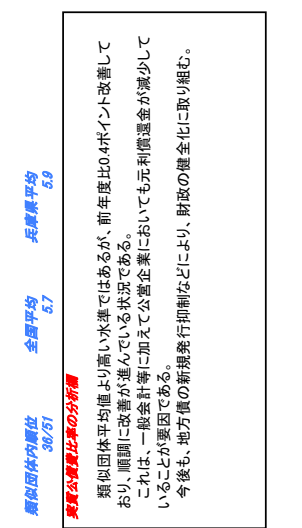 類似団体内順位 全国平均 兵庫県平均
36/51 5.7 5.9
実質公債費比率の分析欄
類似団体平均値より高い水準ではあるが、前年度比0.4ポイント改善して
おり、順調に改善が進んでいる状況である。
これは、一般会計等に加えて公営企業においても元利償還金が減少して
いることが要因である。
今後も、地方債の新規発行抑制などにより、財政の健全化に取り組む。